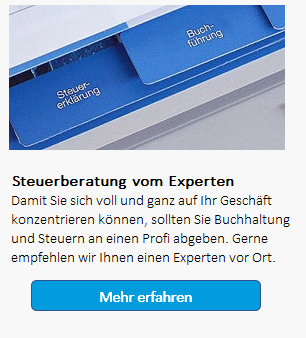 Buch-
führung
Steuer-
erklärung
Steuerberatung vom Experten
Damit Sie sich voll und ganz auf Ihr Geschäft
konzentrieren können, sollten Sie Buchhaltung
und Steuern an einen Profi abgeben. Gerne
empfehlen wir Ihnen einen Experten vor Ort.
Mehr erfahren